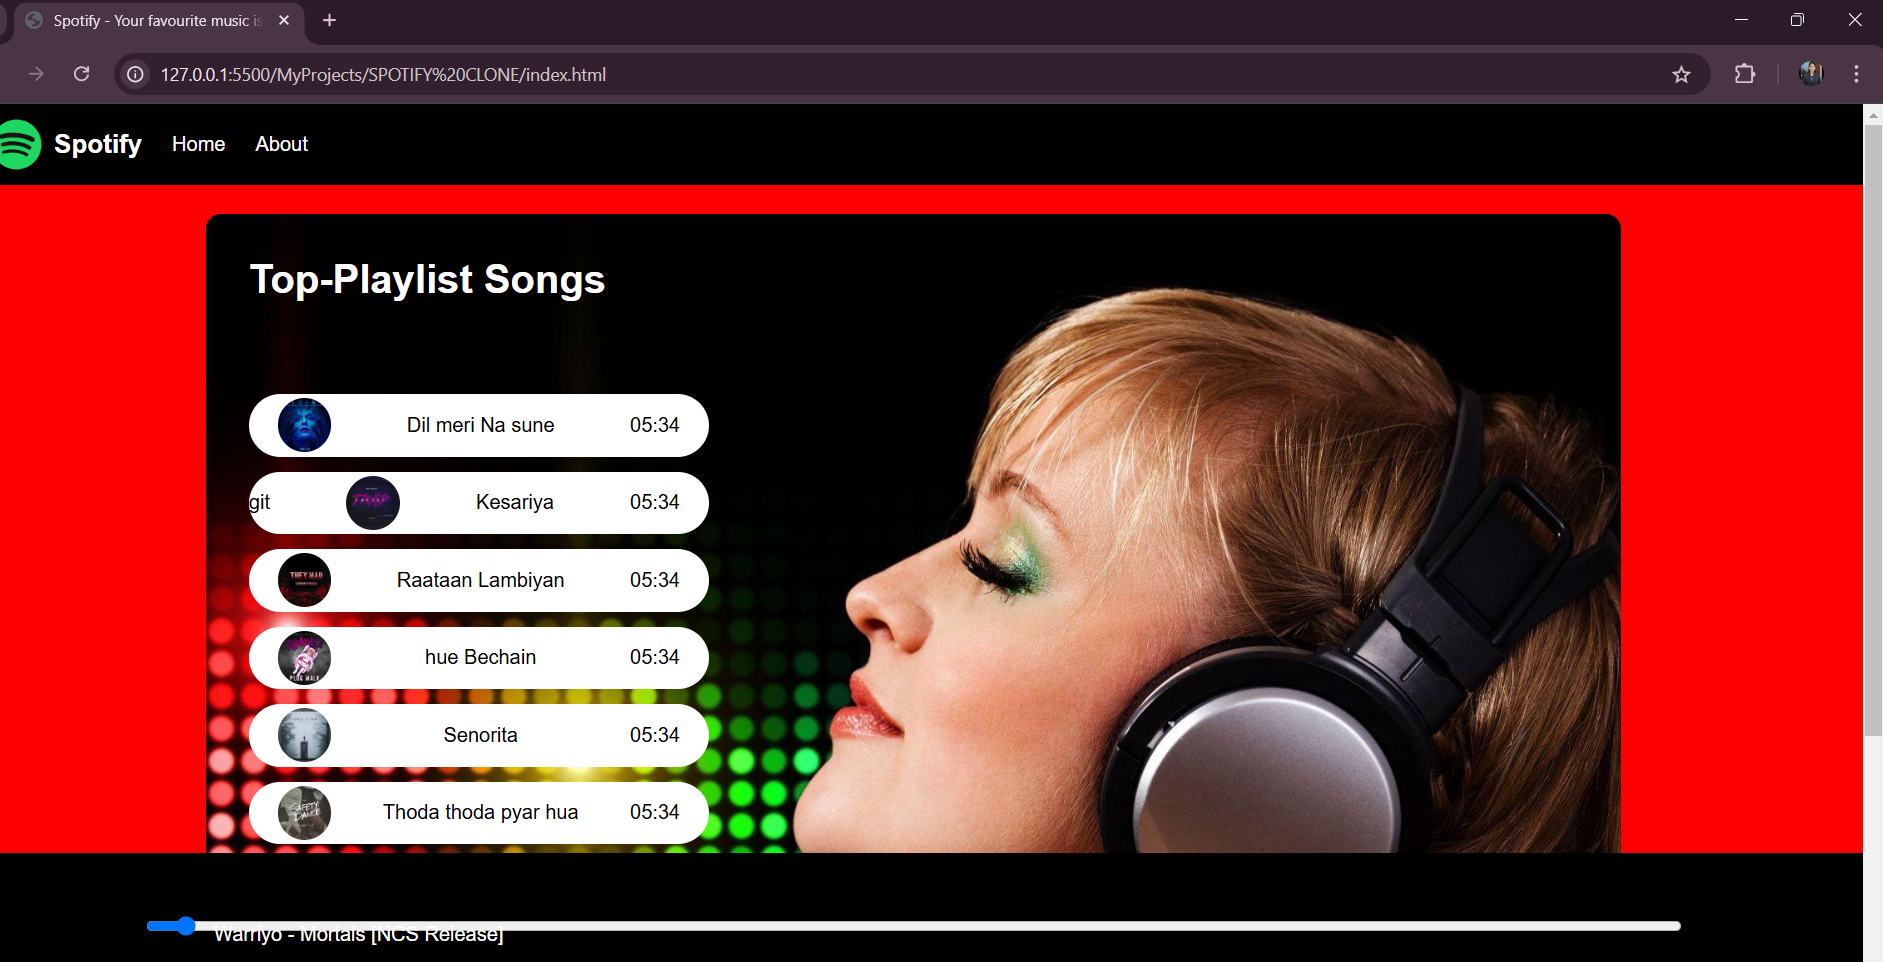 Spotify - Your favourite music is
127.0.0.1:5500/MyProjects/SPOTIFY%20CLONE/index.html
Spotify Home About
Top-Playlist Songs
Dil meri Na sune 05:34
git Kesariya 05:34
Raataan Lambiyan 05:34
hue Bechain 05:34
Senorita 05:34
SAFETY DANCE Thoda thoda pyar hua 05:34
Warriyo - Mortals [NCS Release]